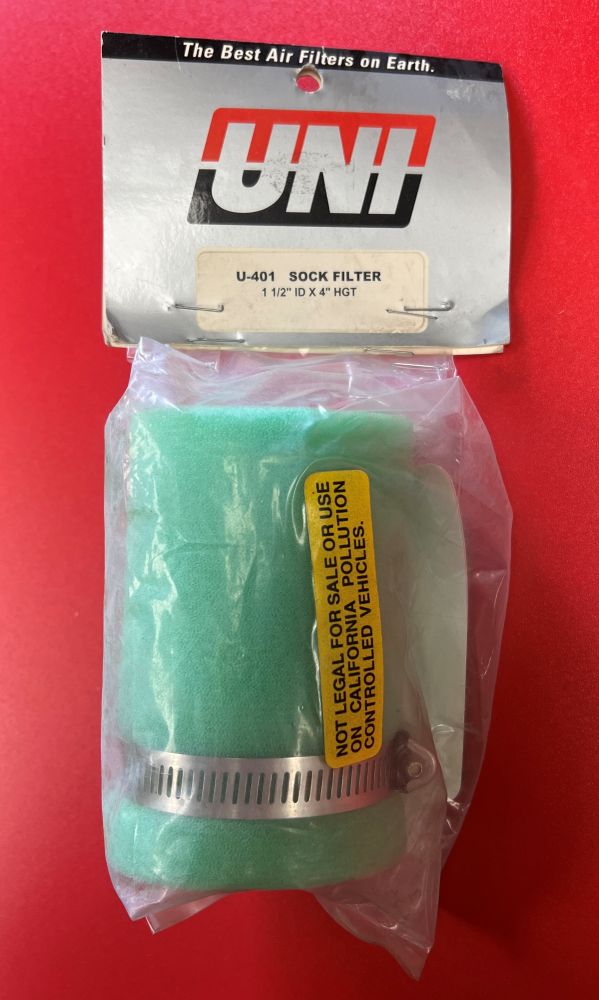 The Best Air Filters on Earth.
UNI
U-401 SOCK FILTER
1 1/2" ID X 4" HGT
NOT LEGAL FOR SALE OR USE
ON CALIFORNIA POLLUTION
CONTROLLED VEHICLES.